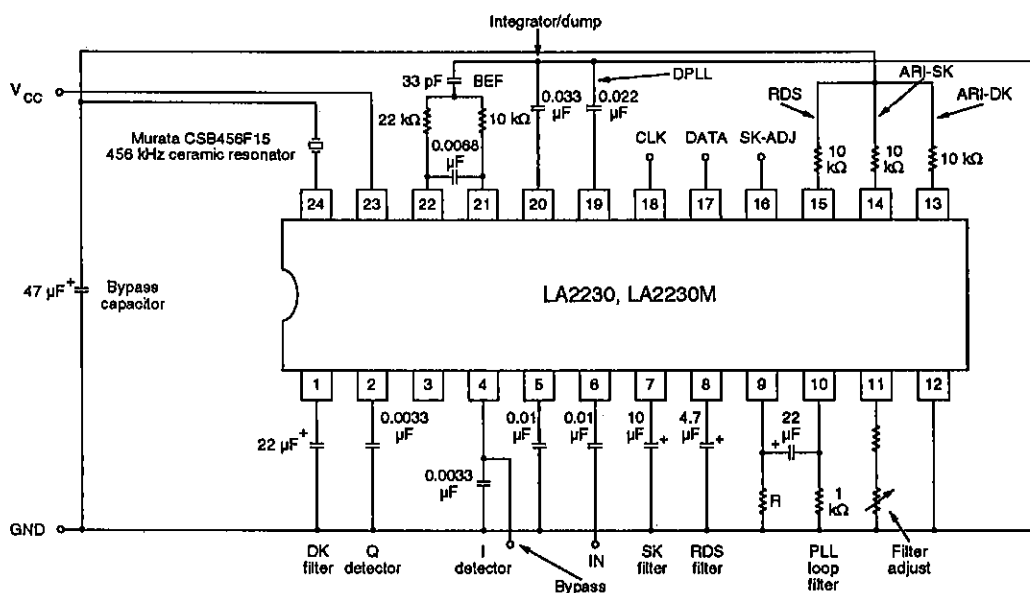 Integrator/dump
33 pF
BEF
DPLL
ARI-SK
VCC
RDS
ARI-DK
22 kΩ
10 kΩ
0.033
μF
0.022
μF
Murata CSB456F15
456 kHz ceramic resonator
0.0068
μF
CLK
DATA
SK-ADJ
10
kΩ
10
kΩ
10 kΩ
24
23
22
21
20
19
18
17
16
15
14
13
47 μF
+
Bypass
capacitor
LA2230, LA2230M
1
2
3
4
5
6
7
8
9
10
11
12
22 μF
+
0.0033
μF
0.0033
μF
0.01
μF
0.01
μF
10
μF
+
4.7
μF
+
22
μF
+
R
1
kΩ
GND
DK
filter
Q
detector
I
detector
Bypass
IN
SK
filter
RDS
filter
PLL
loop
filter
Filter
adjust